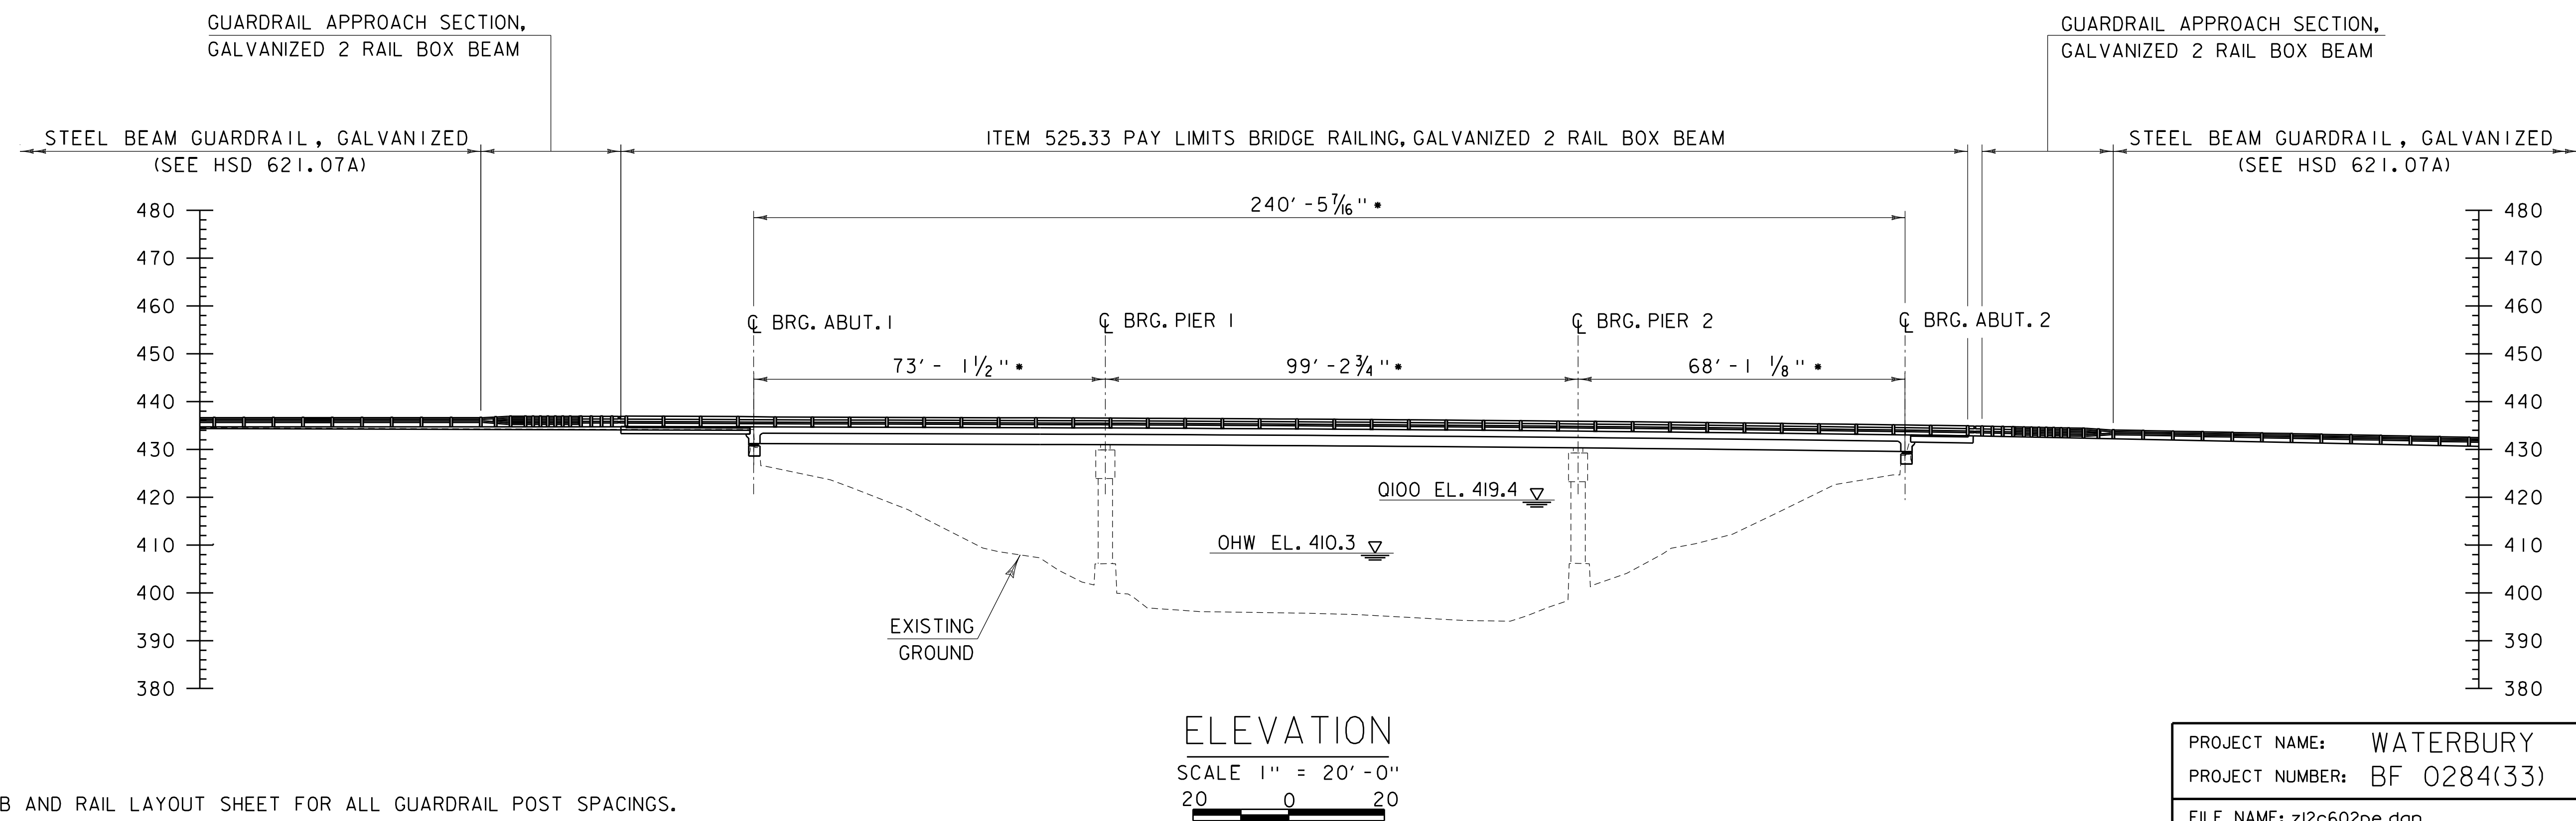 GUARDRAIL APPROACH SECTION,
GALVANIZED 2 RAIL BOX BEAM
GUARDRAIL APPROACH SECTION,
GALVANIZED 2 RAIL BOX BEAM
STEEL BEAM GUARDRAIL, GALVANIZED
(SEE HSD 621.07A)
ITEM 525.33 PAY LIMITS BRIDGE RAILING, GALVANIZED 2 RAIL BOX BEAM
STEEL BEAM GUARDRAIL, GALVANIZED
(SEE HSD 621.07A)
240'-5 7/16" *
480
470
460
450
440
430
420
410
400
390
380
℄ BRG. ABUT. 1
℄ BRG. PIER 1
℄ BRG. PIER 2
℄ BRG. ABUT. 2
73'- 1 1/2" *
99'-2 3/4" *
68'-1 1/8" *
Q100 EL. 419.4
OHW EL. 410.3
EXISTING
GROUND
480
470
460
450
440
430
420
410
400
390
380
ELEVATION
SCALE 1" = 20'-0"
20 0 20
B AND RAIL LAYOUT SHEET FOR ALL GUARDRAIL POST SPACINGS.
PROJECT NAME: WATERBURY
PROJECT NUMBER: BF 0284(33)
FILE NAME: z12c602pe.dgn